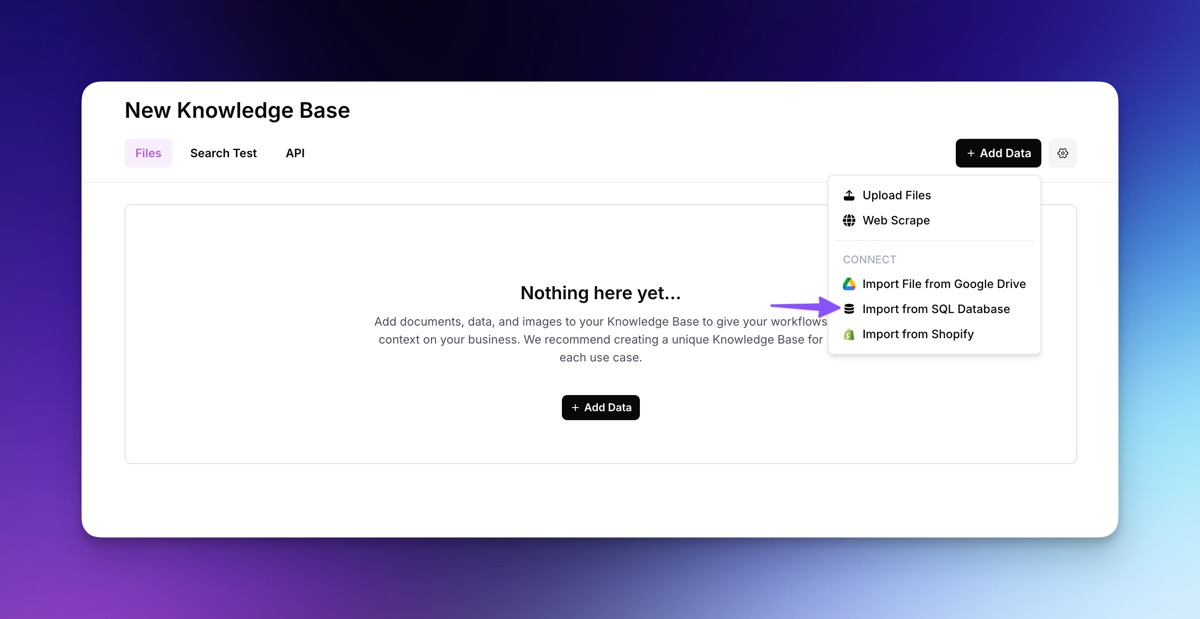 New Knowledge Base
Files
Search Test
API
+ Add Data
Upload Files
Web Scrape
CONNECT
Import File from Google Drive
Import from SQL Database
Import from Shopify
Nothing here yet...
Add documents, data, and images to your Knowledge Base to give your workflows
context on your business. We recommend creating a unique Knowledge Base for
each use case.
+ Add Data